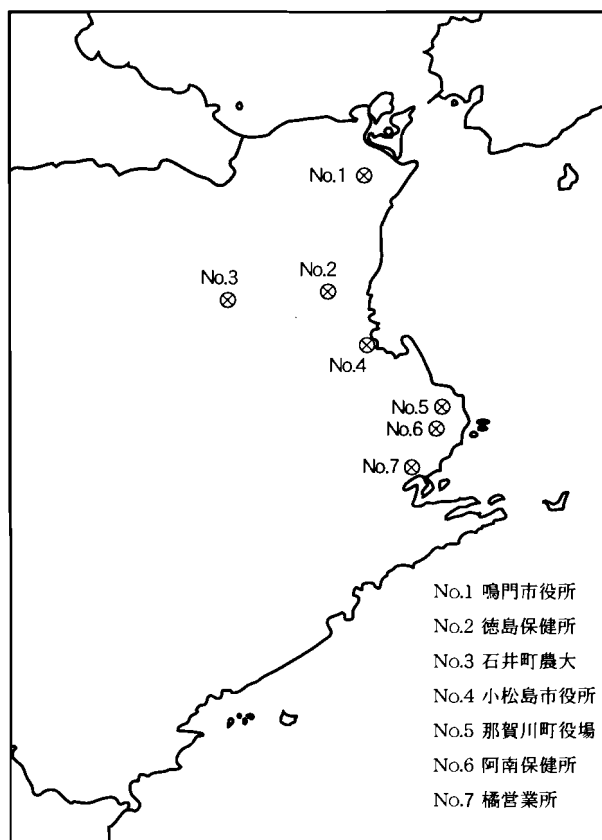 No.1
No.3
No.2
No.4
No.5
No.6
No.7
No.1 鳴門市役所
No.2 徳島保健所
No.3 石井町農大
No.4 小松島市役所
No.5 那賀川町役場
No.6 阿南保健所
No.7 橘営業所